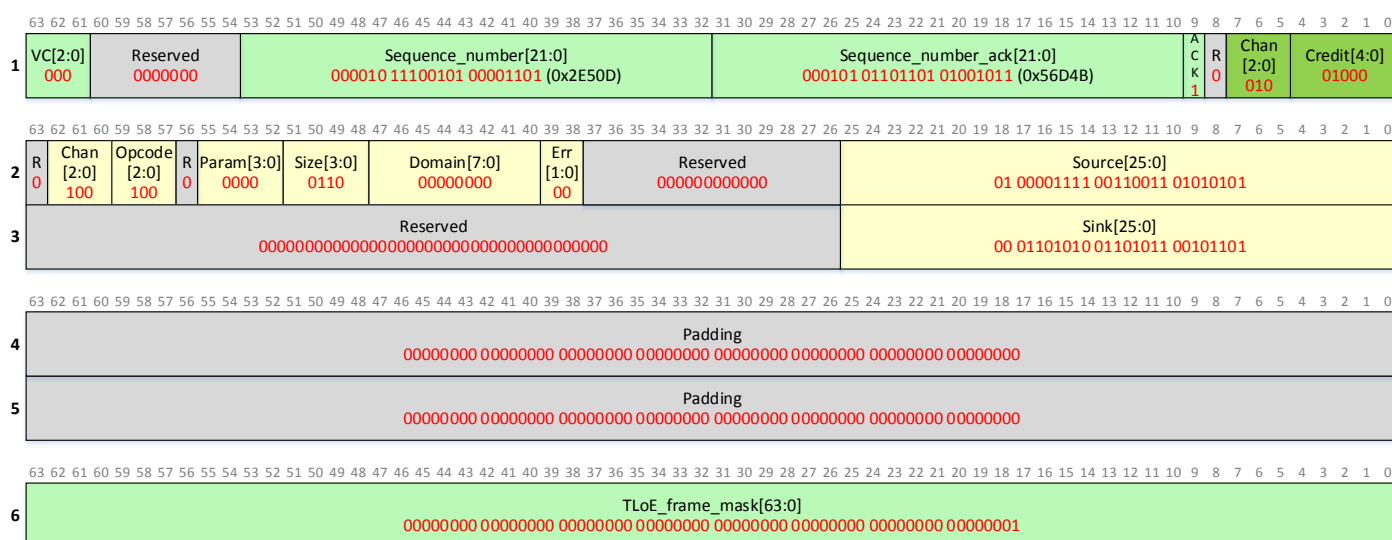 63 62 61 60 59 58 57 56 55 54 53 52 51 50 49 48 47 46 45 44 43 42 41 40 39 38 37 36 35 34 33 32 31 30 29 28 27 26 25 24 23 22 21 20 19 18 17 16 15 14 13 12 11 10 9 8 7 6 5 4 3 2 1 0
1
VC[2:0]
000
Reserved
0000000
Sequence_number[21:0]
000010 11100101 00001101 (0x2E50D)
Sequence_number_ack[21:0]
000101 01101101 01001011 (0x56D4B)
A
C
K
1
R
0
Chan
[2:0]
010
Credit[4:0]
01000
63 62 61 60 59 58 57 56 55 54 53 52 51 50 49 48 47 46 45 44 43 42 41 40 39 38 37 36 35 34 33 32 31 30 29 28 27 26 25 24 23 22 21 20 19 18 17 16 15 14 13 12 11 10 9 8 7 6 5 4 3 2 1 0
2
R
0
Chan
[2:0]
100
Opcode
[2:0]
100
R
0
Param[3:0]
0000
Size[3:0]
0110
Domain[7:0]
00000000
Err
[1:0]
00
Reserved
000000000000
Source[25:0]
01 00001111 00110011 01010101
3
Reserved
00000000000000000000000000000000000000
Sink[25:0]
00 01101010 01101011 00101101
63 62 61 60 59 58 57 56 55 54 53 52 51 50 49 48 47 46 45 44 43 42 41 40 39 38 37 36 35 34 33 32 31 30 29 28 27 26 25 24 23 22 21 20 19 18 17 16 15 14 13 12 11 10 9 8 7 6 5 4 3 2 1 0
4
Padding
00000000 00000000 00000000 00000000 00000000 00000000 00000000 00000000
5
Padding
00000000 00000000 00000000 00000000 00000000 00000000 00000000 00000000
63 62 61 60 59 58 57 56 55 54 53 52 51 50 49 48 47 46 45 44 43 42 41 40 39 38 37 36 35 34 33 32 31 30 29 28 27 26 25 24 23 22 21 20 19 18 17 16 15 14 13 12 11 10 9 8 7 6 5 4 3 2 1 0
6
TLoE_frame_mask[63:0]
00000000 00000000 00000000 00000000 00000000 00000000 00000000 00000001